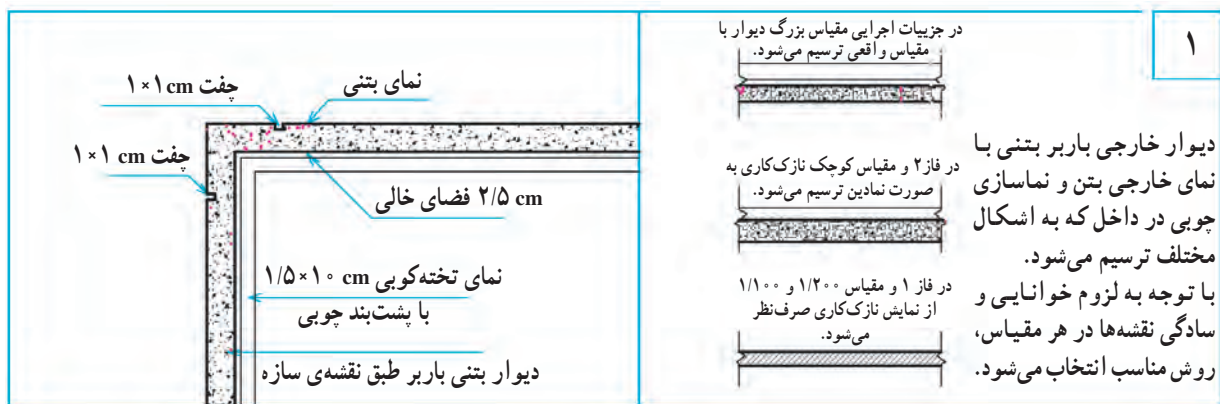 ۱
دیوار خارجی باربر بتنی با
نمای خارجی بتن و نماسازی
چوبی در داخل که به اشکال
مختلف ترسیم می‌شود.
با توجه به لزوم خوانایی و
سادگی نقشه‌ها در هر مقیاس،
روش مناسب انتخاب می‌شود.
در جزییات اجرایی مقیاس بزرگ دیوار با
مقیاس واقعی ترسیم می‌شود.
در فاز۲ و مقیاس کوچک نازک‌کاری به
صورت نمادین ترسیم می‌شود.
در فاز ۱ و مقیاس ۱/۲۰۰ و ۱/۱۰۰
از نمایش نازک‌کاری صرف‌نظر
می‌شود.
نمای بتنی
چفت ۱×۱ cm
چفت ۱×۱ cm
۲/۵ cm فضای خالی
نمای تخته‌کوبی ۱/۵×۱۰ cm
با پشت‌بند چوبی
دیوار بتنی باربر طبق نقشه‌ی سازه